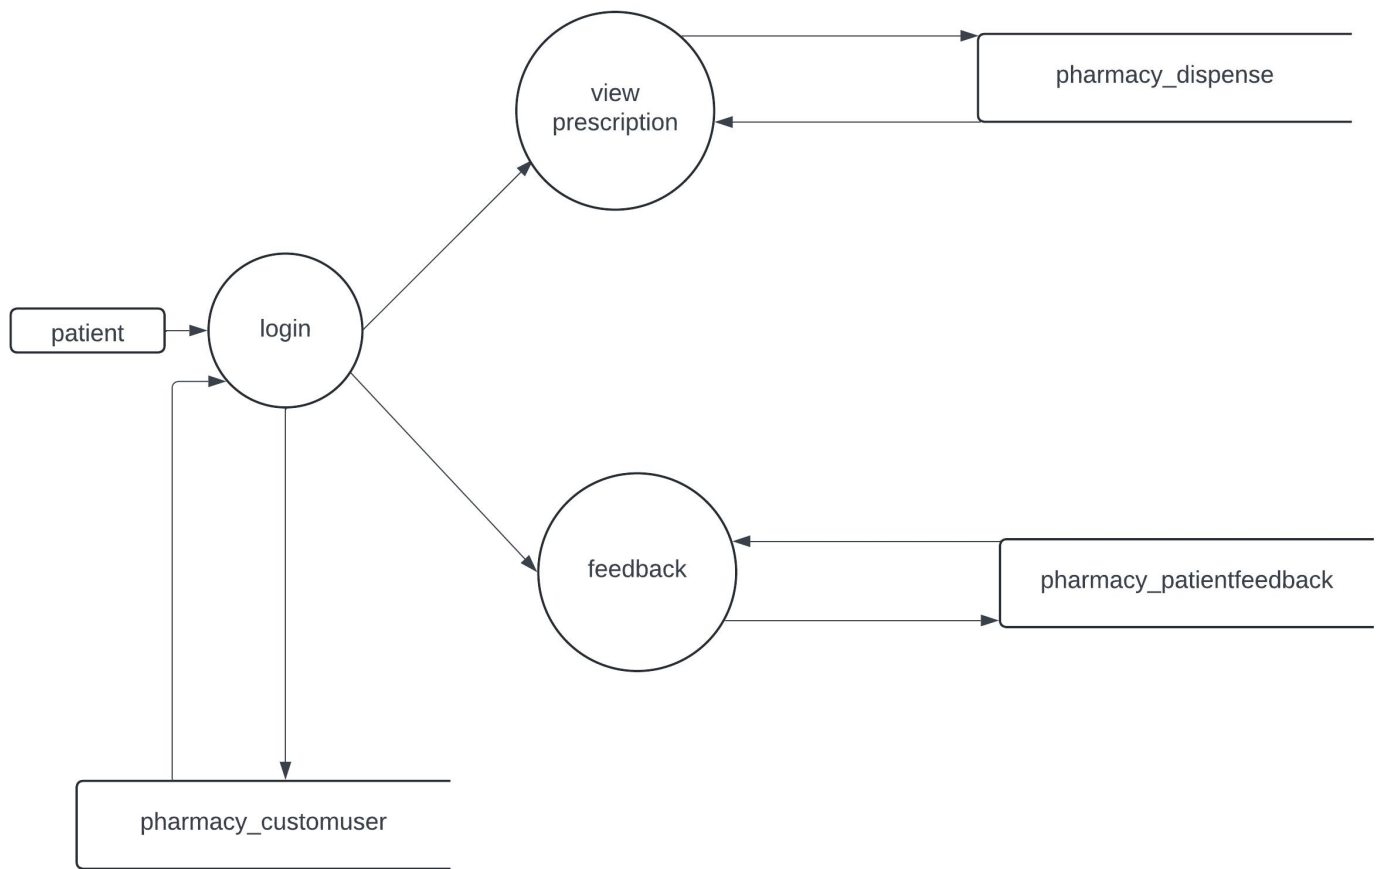 view
prescription
pharmacy_dispense
patient
login
feedback
pharmacy_patientfeedback
pharmacy_customuser